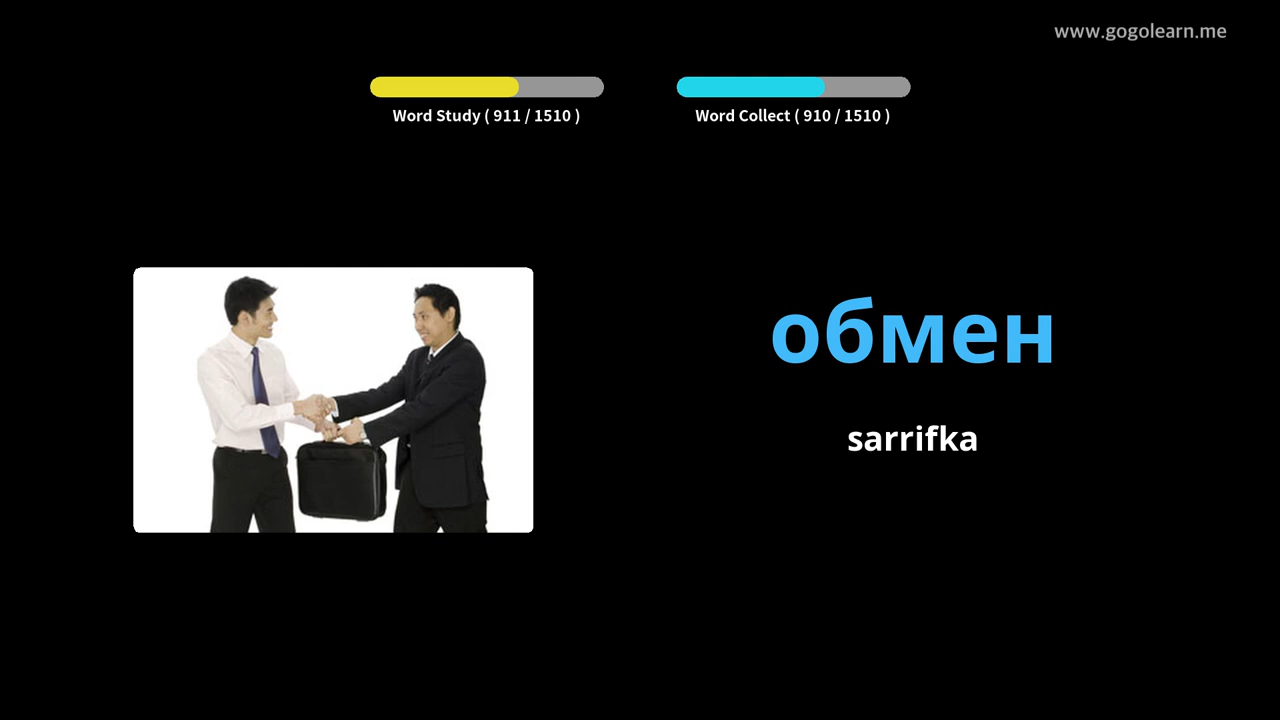 www.gogolearn.me
Word Study ( 911 / 1510 )
Word Collect ( 910 / 1510 )
обмен
sarrifka